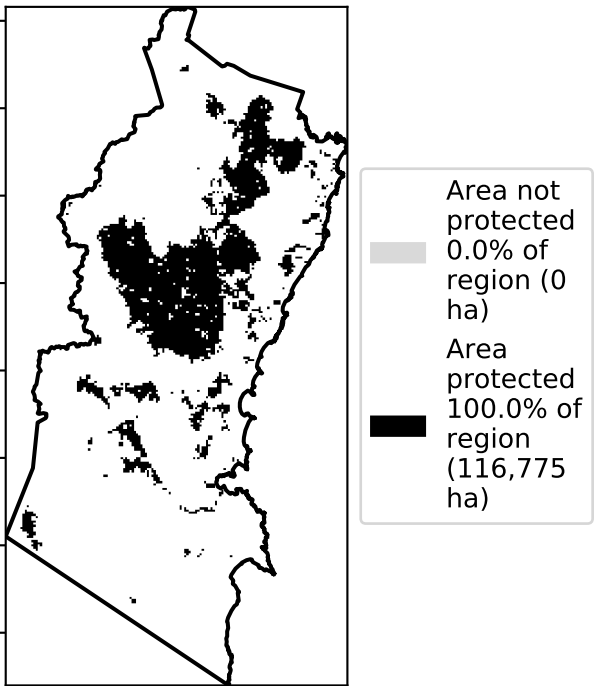 Area not
protected
0.0% of
region (0
ha)
Area
protected
100.0% of
region
(116,775
ha)